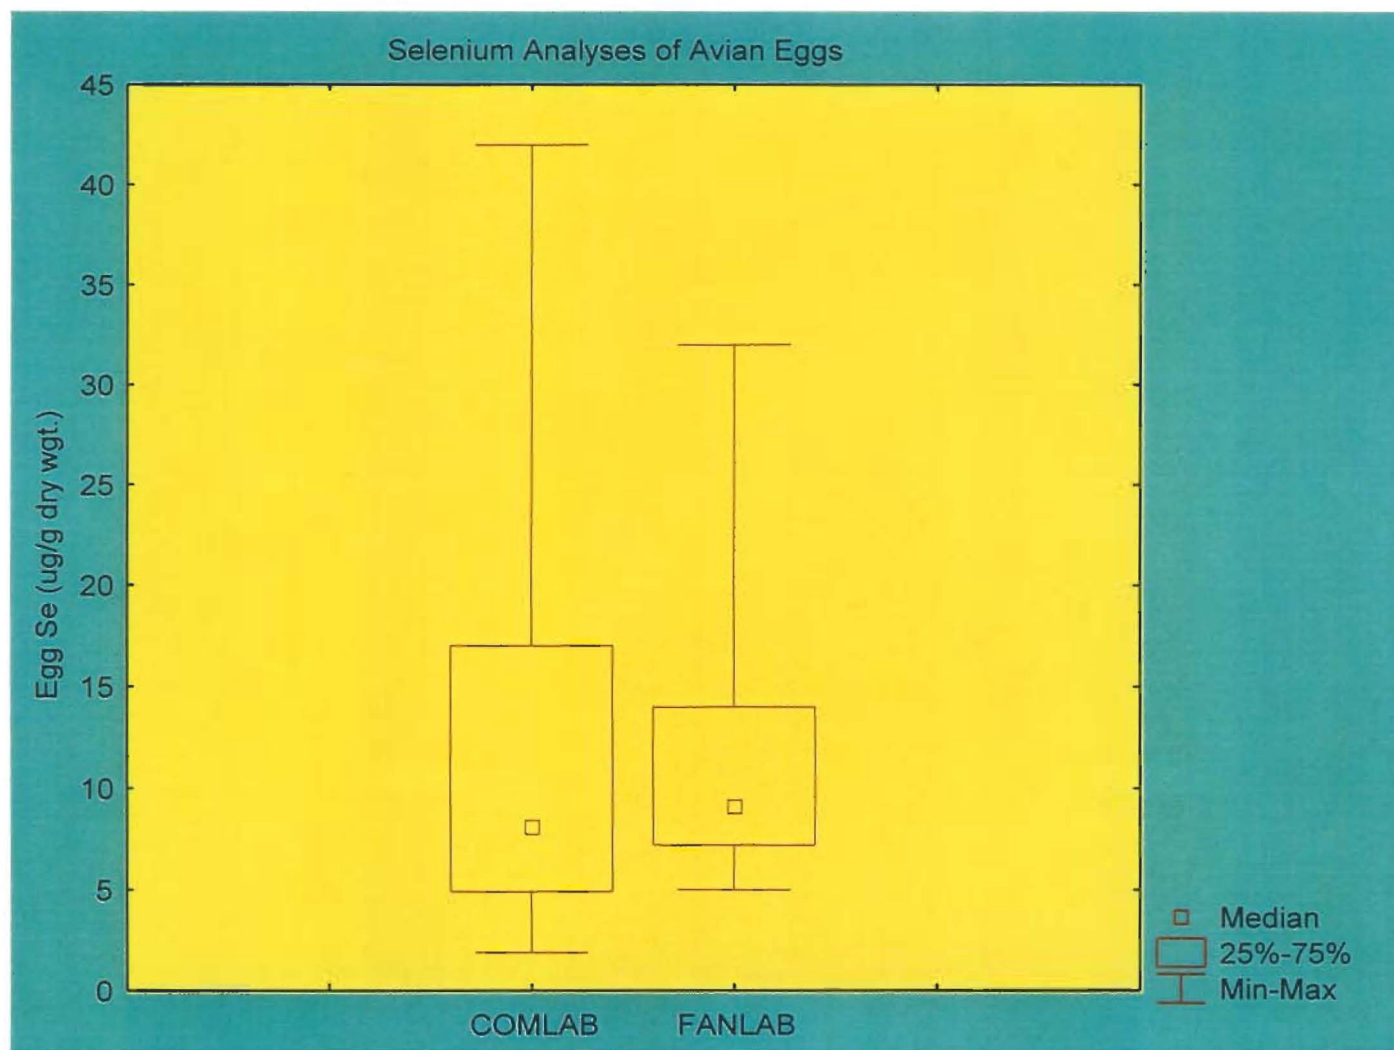 Selenium Analyses of Avian Eggs
45
40
35
30
25
20
15
10
5
0
Egg Se (ug/g dry wgt.)
COMLAB FANLAB
Median
25%-75%
Min-Max